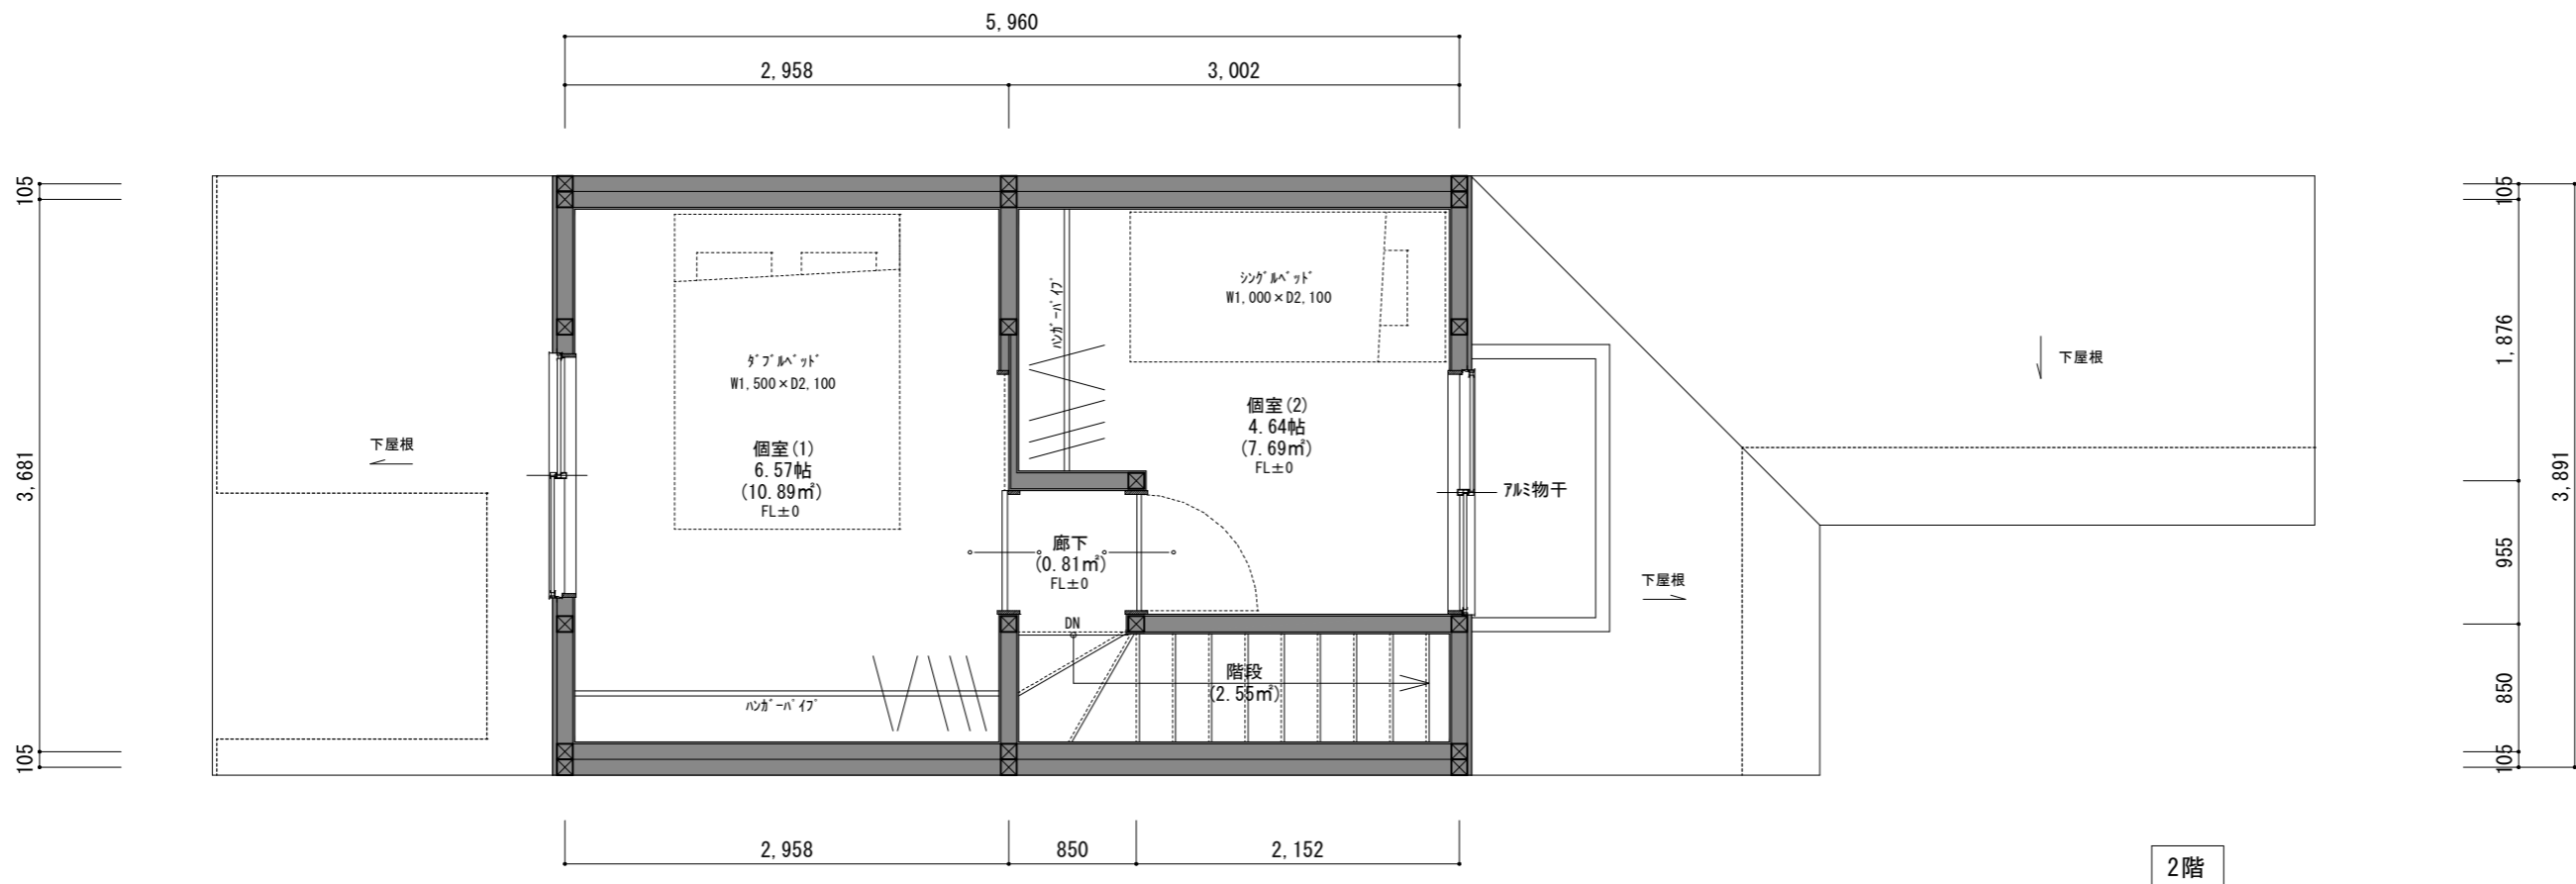 5,960
2,958
3,002
105
3,681
105
105
1,876
955
850
105
3,891
ダブルベッド
W1,500×D2,100
シングルベッド
W1,000×D2,100
ハンガーパイプ
個室(1)
6.57帖
(10.89㎡)
FL±0
個室(2)
4.64帖
(7.69㎡)
FL±0
下屋根
下屋根
下屋根
アルミ物干
廊下
(0.81㎡)
FL±0
DN
階段
(2.55㎡)
ハンガーパイプ
2,958
850
2,152
2階